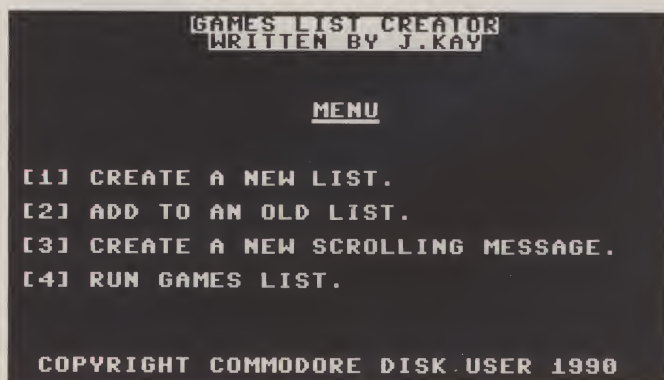 GAMES LIST CREATOR
WRITTEN BY J.KAY
MENU
[1] CREATE A NEW LIST.
[2] ADD TO AN OLD LIST.
[3] CREATE A NEW SCROLLING MESSAGE.
[4] RUN GAMES LIST.
COPYRIGHT COMMODORE DISK USER 1990